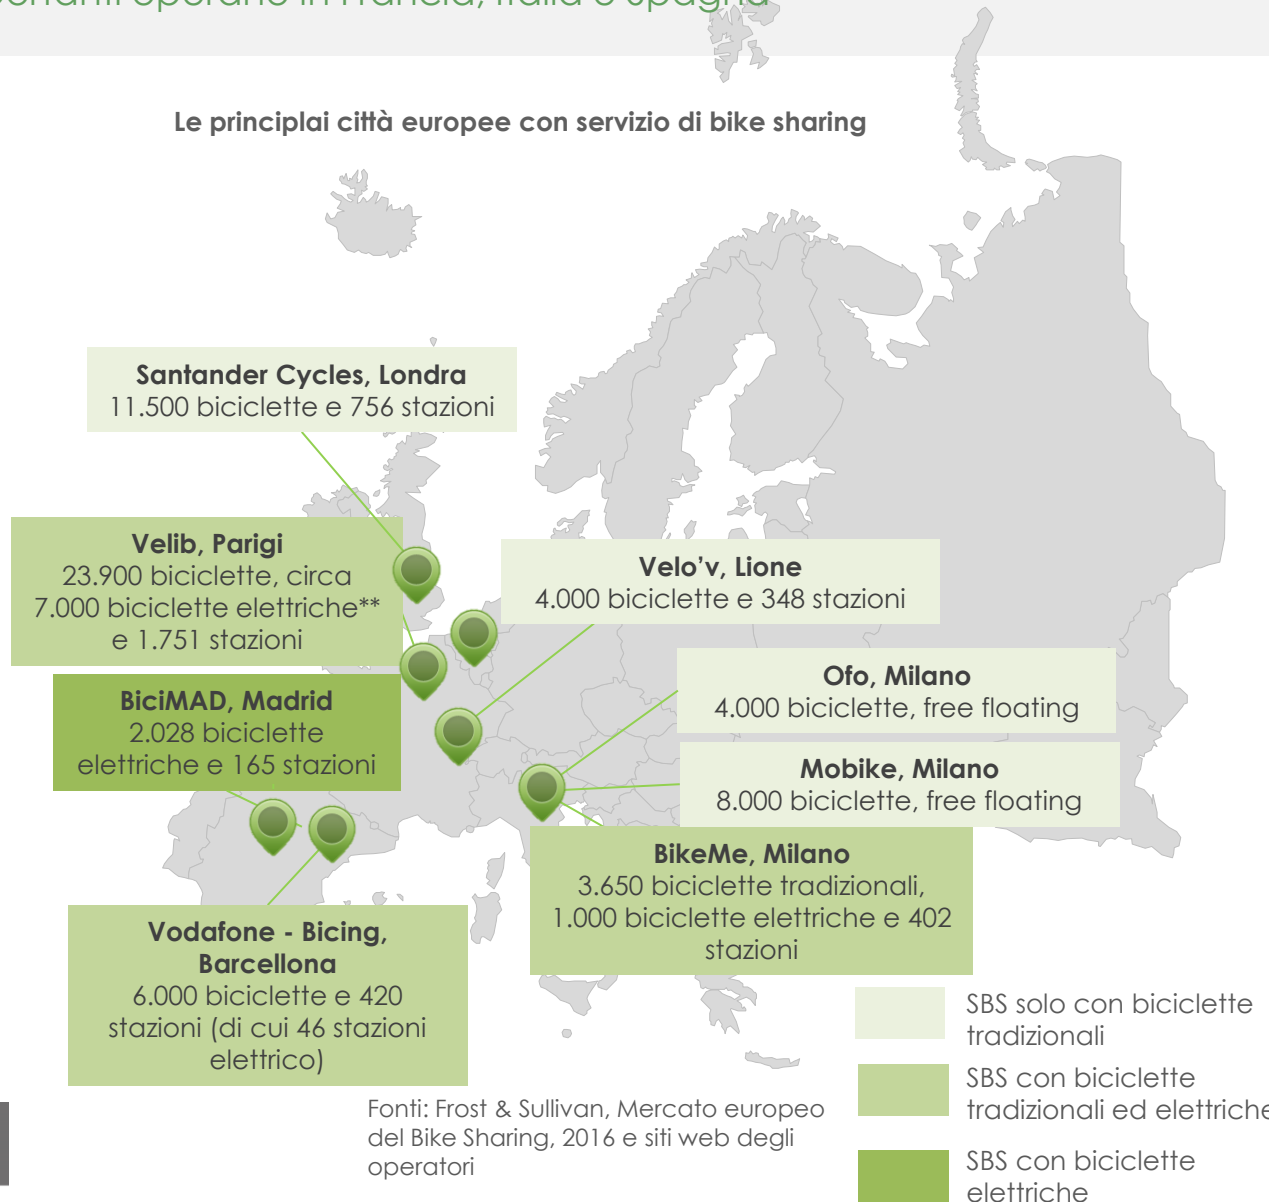 operano in Francia, Italia e Spagna
Le principlai città europee con servizio di bike sharing
Santander Cycles, Londra
11.500 biciclette e 756 stazioni
Velib, Parigi
23.900 biciclette, circa
7.000 biciclette elettriche**
e 1.751 stazioni
Velo'v, Lione
4.000 biciclette e 348 stazioni
Ofo, Milano
4.000 biciclette, free floating
BiciMAD, Madrid
2.028 biciclette
elettriche e 165 stazioni
Mobike, Milano
8.000 biciclette, free floating
BikeMe, Milano
3.650 biciclette tradizionali,
1.000 biciclette elettriche e 402
stazioni
Vodafone - Bicing,
Barcellona
6.000 biciclette e 420
stazioni (di cui 46 stazioni
elettrico)
SBS solo con biciclette
tradizionali
SBS con biciclette
tradizionali ed elettriche
SBS con biciclette
elettriche
Fonti: Frost & Sullivan, Mercato europeo
del Bike Sharing, 2016 e siti web degli
operatori